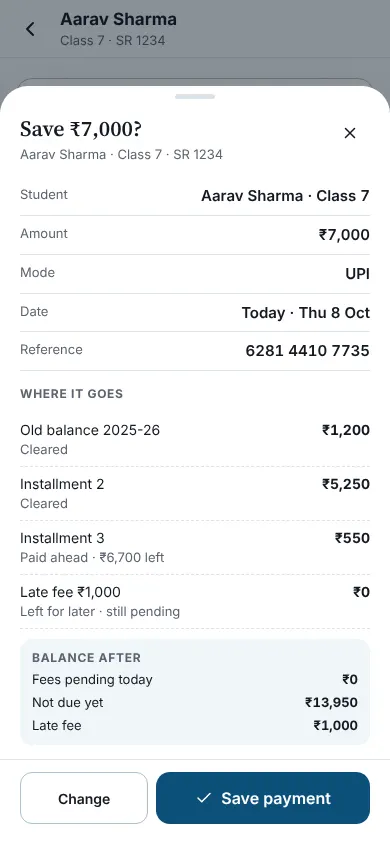 Aarav Sharma
Class 7 · SR 1234
Save ₹7,000?
Aarav Sharma · Class 7 · SR 1234
Student Aarav Sharma · Class 7
Amount ₹7,000
Mode UPI
Date Today · Thu 8 Oct
Reference 6281 4410 7735
WHERE IT GOES
Old balance 2025-26 ₹1,200
Cleared
Installment 2 ₹5,250
Cleared
Installment 3 ₹550
Paid ahead · ₹6,700 left
Late fee ₹1,000 ₹0
Left for later · still pending
BALANCE AFTER
Fees pending today ₹0
Not due yet ₹13,950
Late fee ₹1,000
Change Save payment